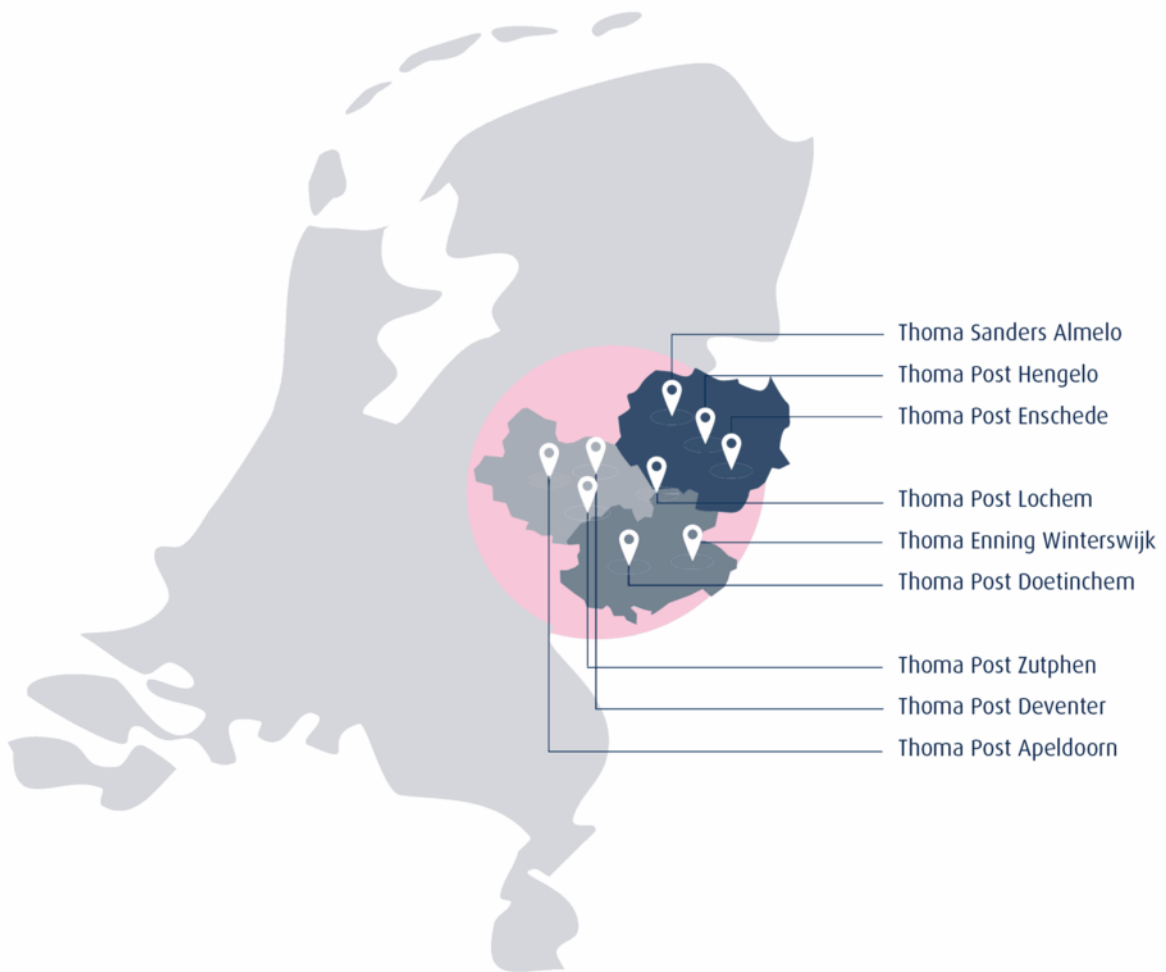 Thoma Sanders Almelo
Thoma Post Hengelo
Thoma Post Enschede
Thoma Post Lochem
Thoma Enning Winterswijk
Thoma Post Doetinchem
Thoma Post Zutphen
Thoma Post Deventer
Thoma Post Apeldoorn